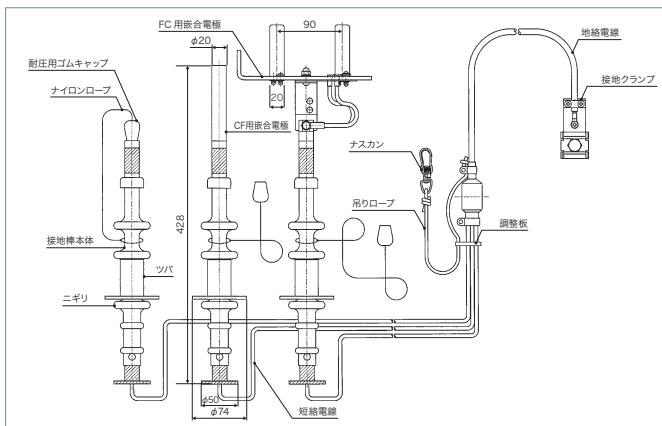 FC用嵌合電極
90
地絡電線
φ20
耐圧用ゴムキャップ
接地クランプ
ナイロンロープ
20
CF用嵌合電極
ナスカン
428
吊りロープ
調整板
接地棒本体
ツバ
ニギリ
φ50
φ74
短絡電線